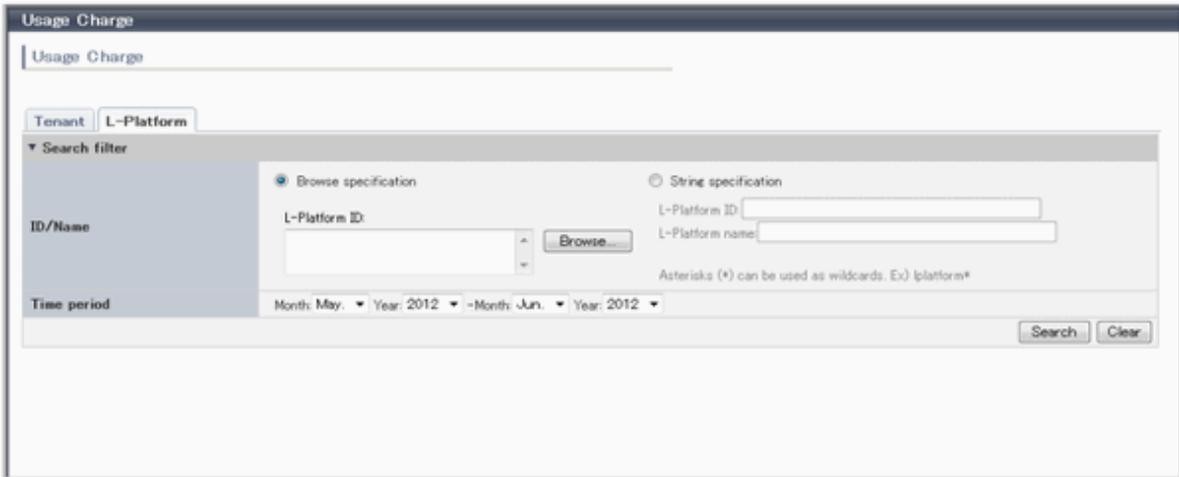 Usage Charge
Usage Charge
Tenant L-Platform
▼ Search filter
ID/Name
Browse specification
L-Platform ID:
Browse...
String specification
L-Platform ID:
L-Platform name:
Asterisks (*) can be used as wildcards. Ex) lplatform*
Time period
Month: May. Year: 2012 -Month: Jun. Year: 2012
Search Clear